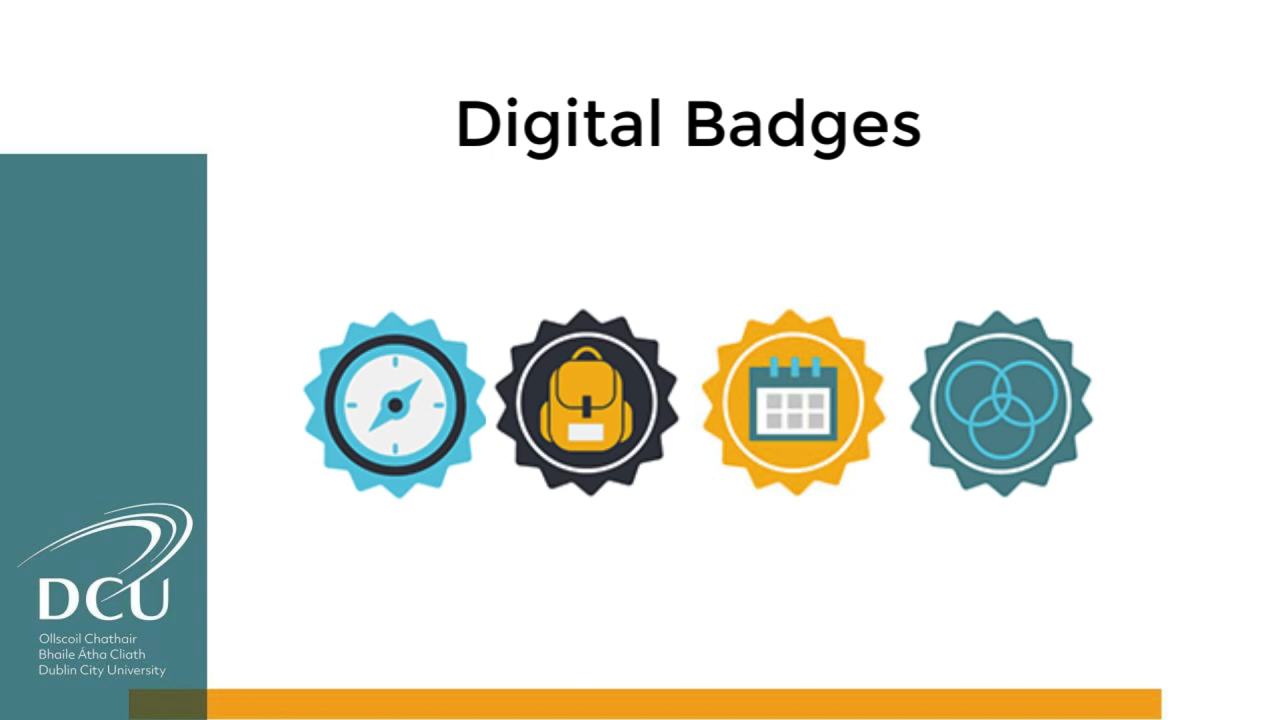 Digital Badges
DCU
Ollscoil Chathair
Bhaile Átha Cliath
Dublin City University